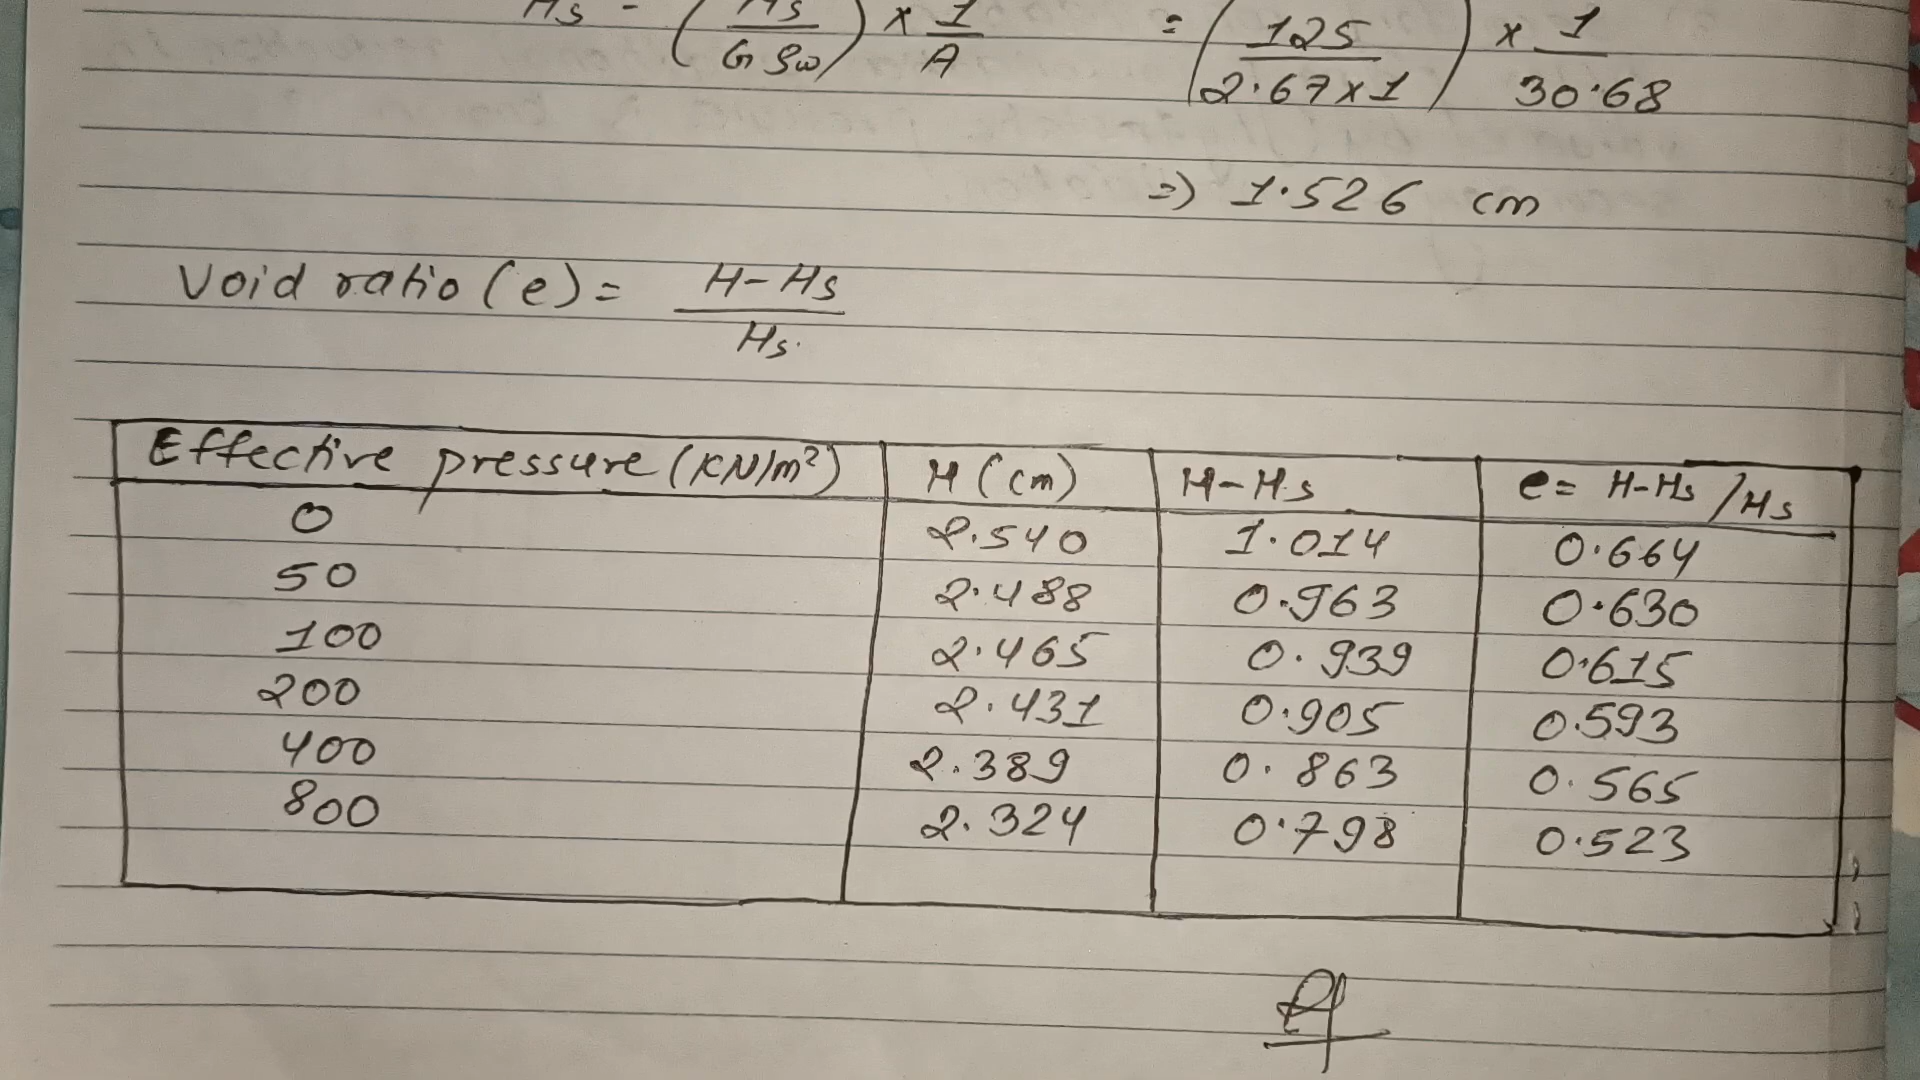 Hs = (Ms / G ρw) × 1/A = (125 / 2.67×1) × 1/30.68
=) 1.526 cm
Void ratio (e) = H-Hs / Hs.
Effective pressure (KN/m²) H (cm) H-Hs e= H-Hs /Hs
0 2.540 1.014 0.664
50 2.488 0.963 0.630
100 2.465 0.939 0.615
200 2.431 0.905 0.593
400 2.389 0.863 0.565
800 2.324 0.798 0.523